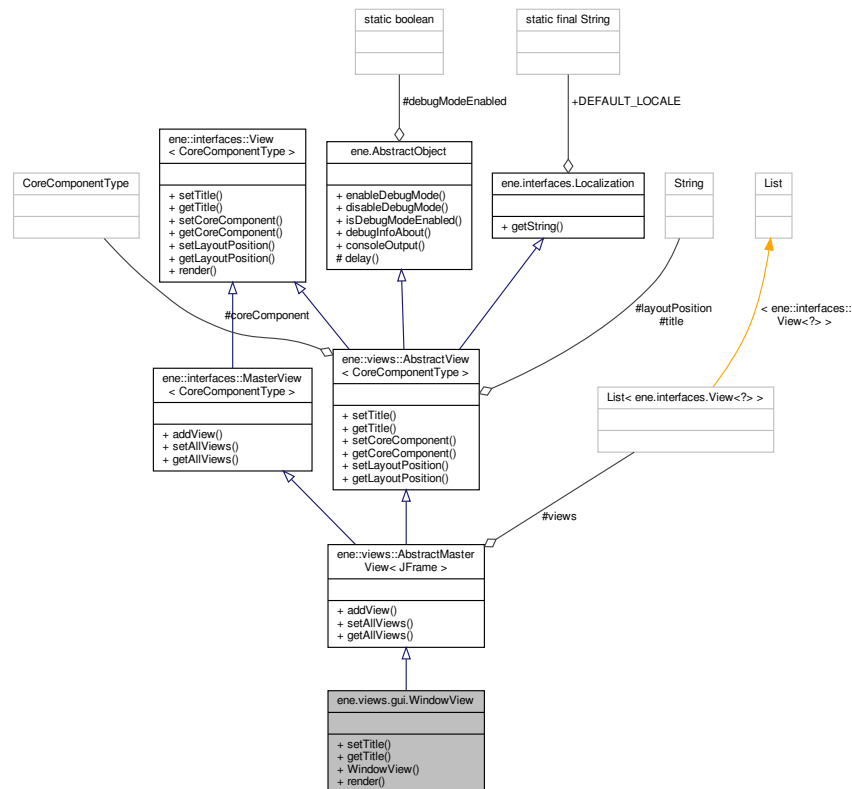 static boolean
static final String
#debugModeEnabled
+DEFAULT_LOCALE
ene::interfaces::View
< CoreComponentType >
+ setTitle()
+ getTitle()
+ setCoreComponent()
+ getCoreComponent()
+ setLayoutPosition()
+ getLayoutPosition()
+ render()
ene.AbstractObject
+ enableDebugMode()
+ disableDebugMode()
+ isDebugModeEnabled()
+ debugInfoAbout()
+ consoleOutput()
# delay()
CoreComponentType
ene.interfaces.Localization
+ getString()
String
List
#coreComponent
#layoutPosition
#title
< ene::interfaces::
View<?> >
ene::interfaces::MasterView
< CoreComponentType >
+ addView()
+ setAllViews()
+ getAllViews()
ene::views::AbstractView
< CoreComponentType >
+ setTitle()
+ getTitle()
+ setCoreComponent()
+ getCoreComponent()
+ setLayoutPosition()
+ getLayoutPosition()
List< ene.interfaces.View<?> >
#views
ene::views::AbstractMaster
View< JFrame >
+ addView()
+ setAllViews()
+ getAllViews()
ene.views.gui.WindowView
+ setTitle()
+ getTitle()
+ WindowView()
+ render()